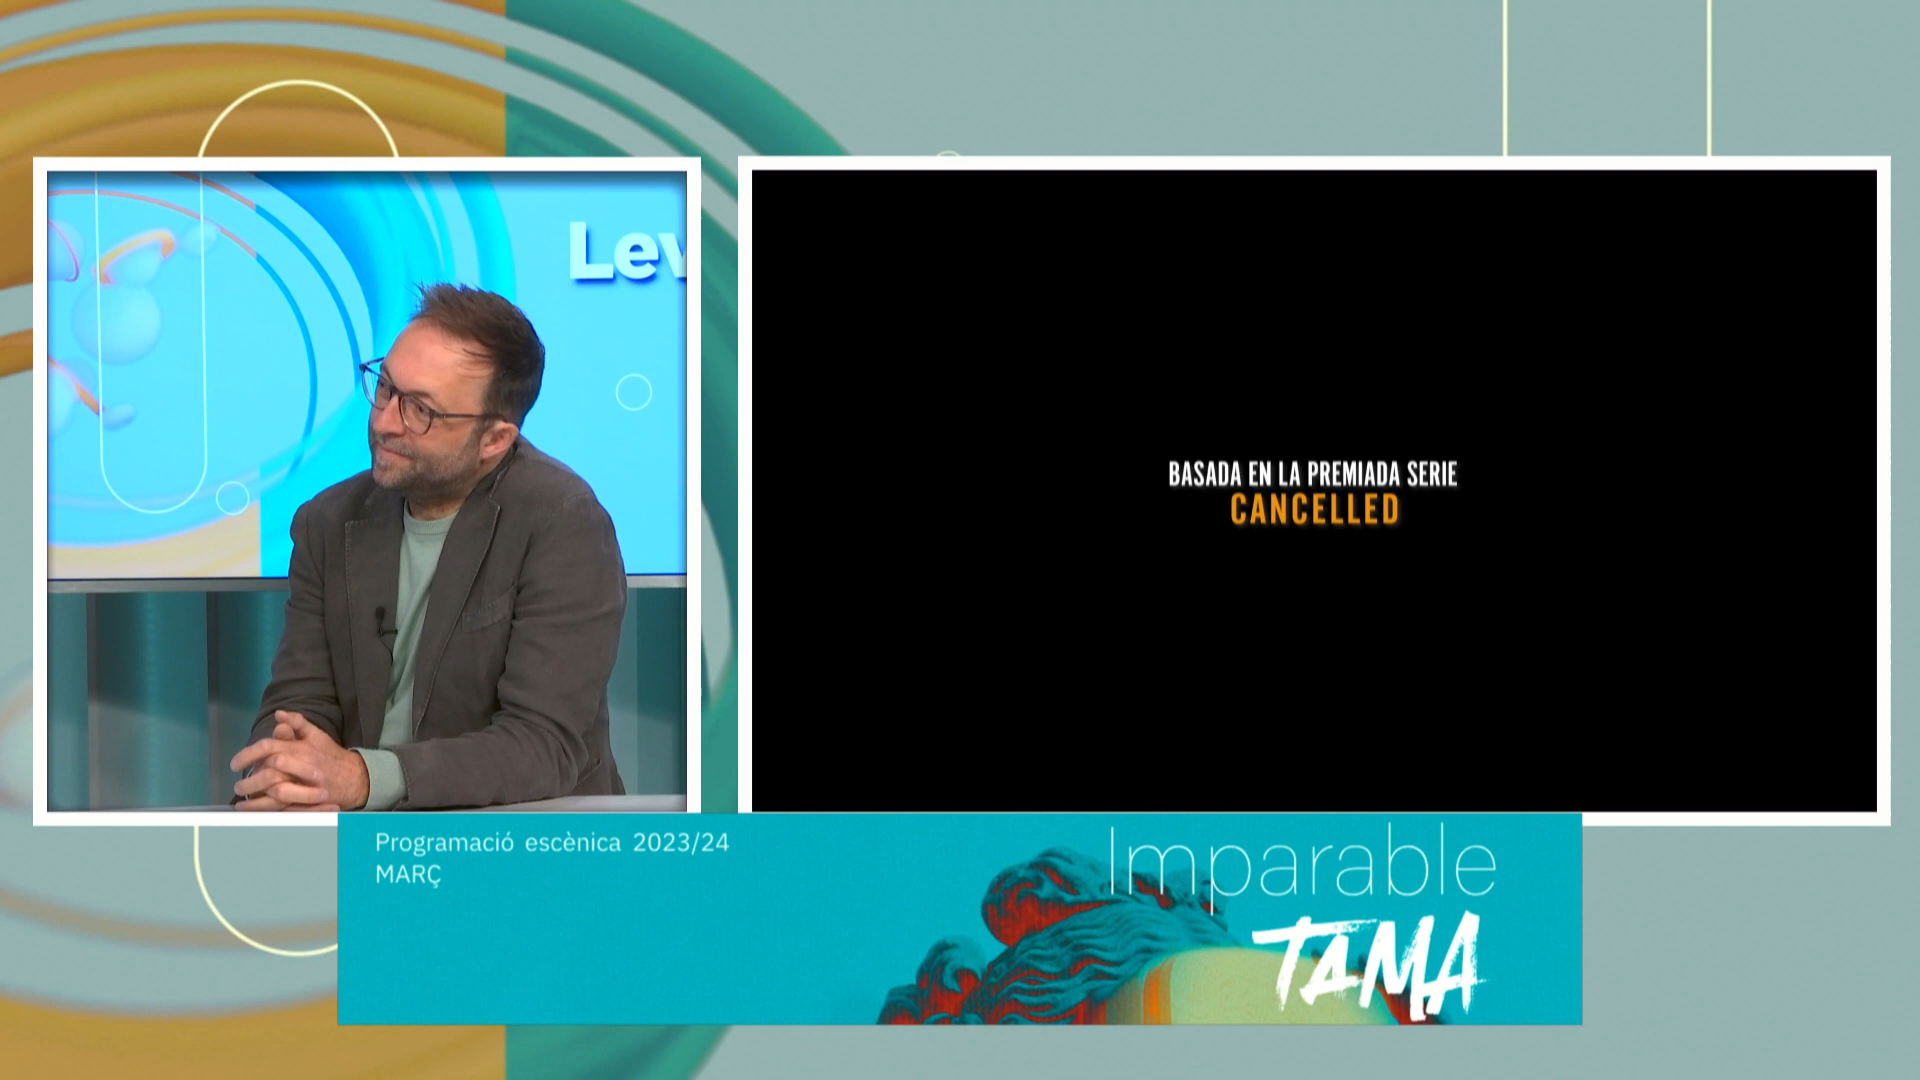 Lev
BASADA EN LA PREMIADA SERIE
CANCELLED
Programació escènica 2023/24
MARÇ
Imparable
TAMA